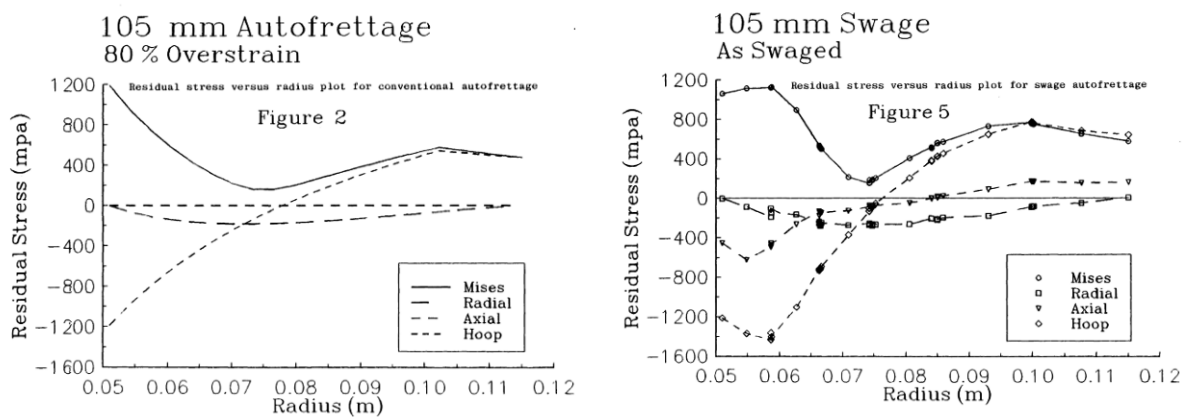 105 mm Autofrettage
80 % Overstrain
Residual stress versus radius plot for conventional autofrettage
Figure 2
Residual Stress (mpa)
1200
800
400
0
−400
−800
−1200
−1600
Mises
Radial
Axial
Hoop
0.05 0.06 0.07 0.08 0.09 0.10 0.11 0.12
Radius (m)
105 mm Swage
As Swaged
Residual stress versus radius plot for swage autofrettage
Figure 5
Residual Stress (mpa)
1200
800
400
0
−400
−800
−1200
−1600
Mises
Radial
Axial
Hoop
0.05 0.06 0.07 0.08 0.09 0.10 0.11 0.12
Radius (m)